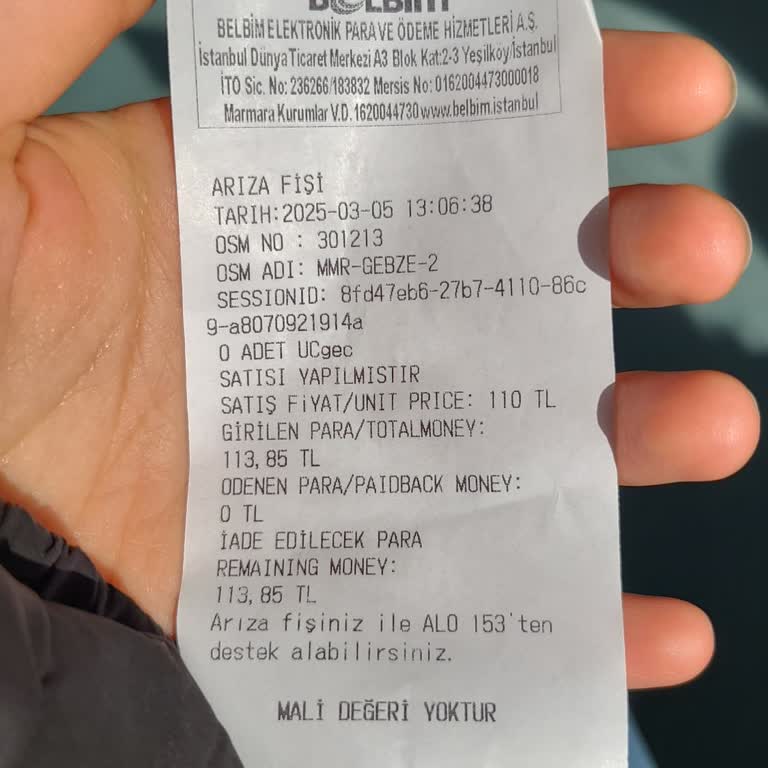 BELBİM
BELBİM ELEKTRONİK PARA VE ÖDEME HİZMETLERİ A.Ş.
İstanbul Dünya Ticaret Merkezi A3 Blok Kat:2-3 Yeşilköy/İstanbul
İTO Sic. No: 236266/183832 Mersis No: 0162004473000018
Marmara Kurumlar V.D. 1620044730 www.belbim.istanbul
ARIZA FİŞİ
TARIH:2025-03-05 13:06:38
OSM NO : 301213
OSM ADI: MMR-GEBZE-2
SESSIONID: 8fd47eb6-27b7-4110-86c
9-a8070921914a
0 ADET UCgec
SATISI YAPILMISTIR
SATIŞ FİYAT/UNIT PRICE: 110 TL
GİRİLEN PARA/TOTALMONEY:
113,85 TL
ODENEN PARA/PAIDBACK MONEY:
0 TL
İADE EDİLECEK PARA
REMAINING MONEY:
113,85 TL
Arıza fişiniz ile ALO 153'ten
destek alabilirsiniz.
MALİ DEĞERİ YOKTUR